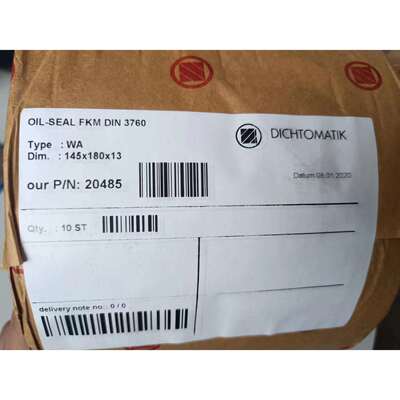 OIL-SEAL FKM DIN 3760
Type : WA
Dim. : 145x180x13
our P/N: 20485
DICHTOMATIK
Datum 08.01.2020
Qty. : 10 ST
delivery note no.: 0 / 0